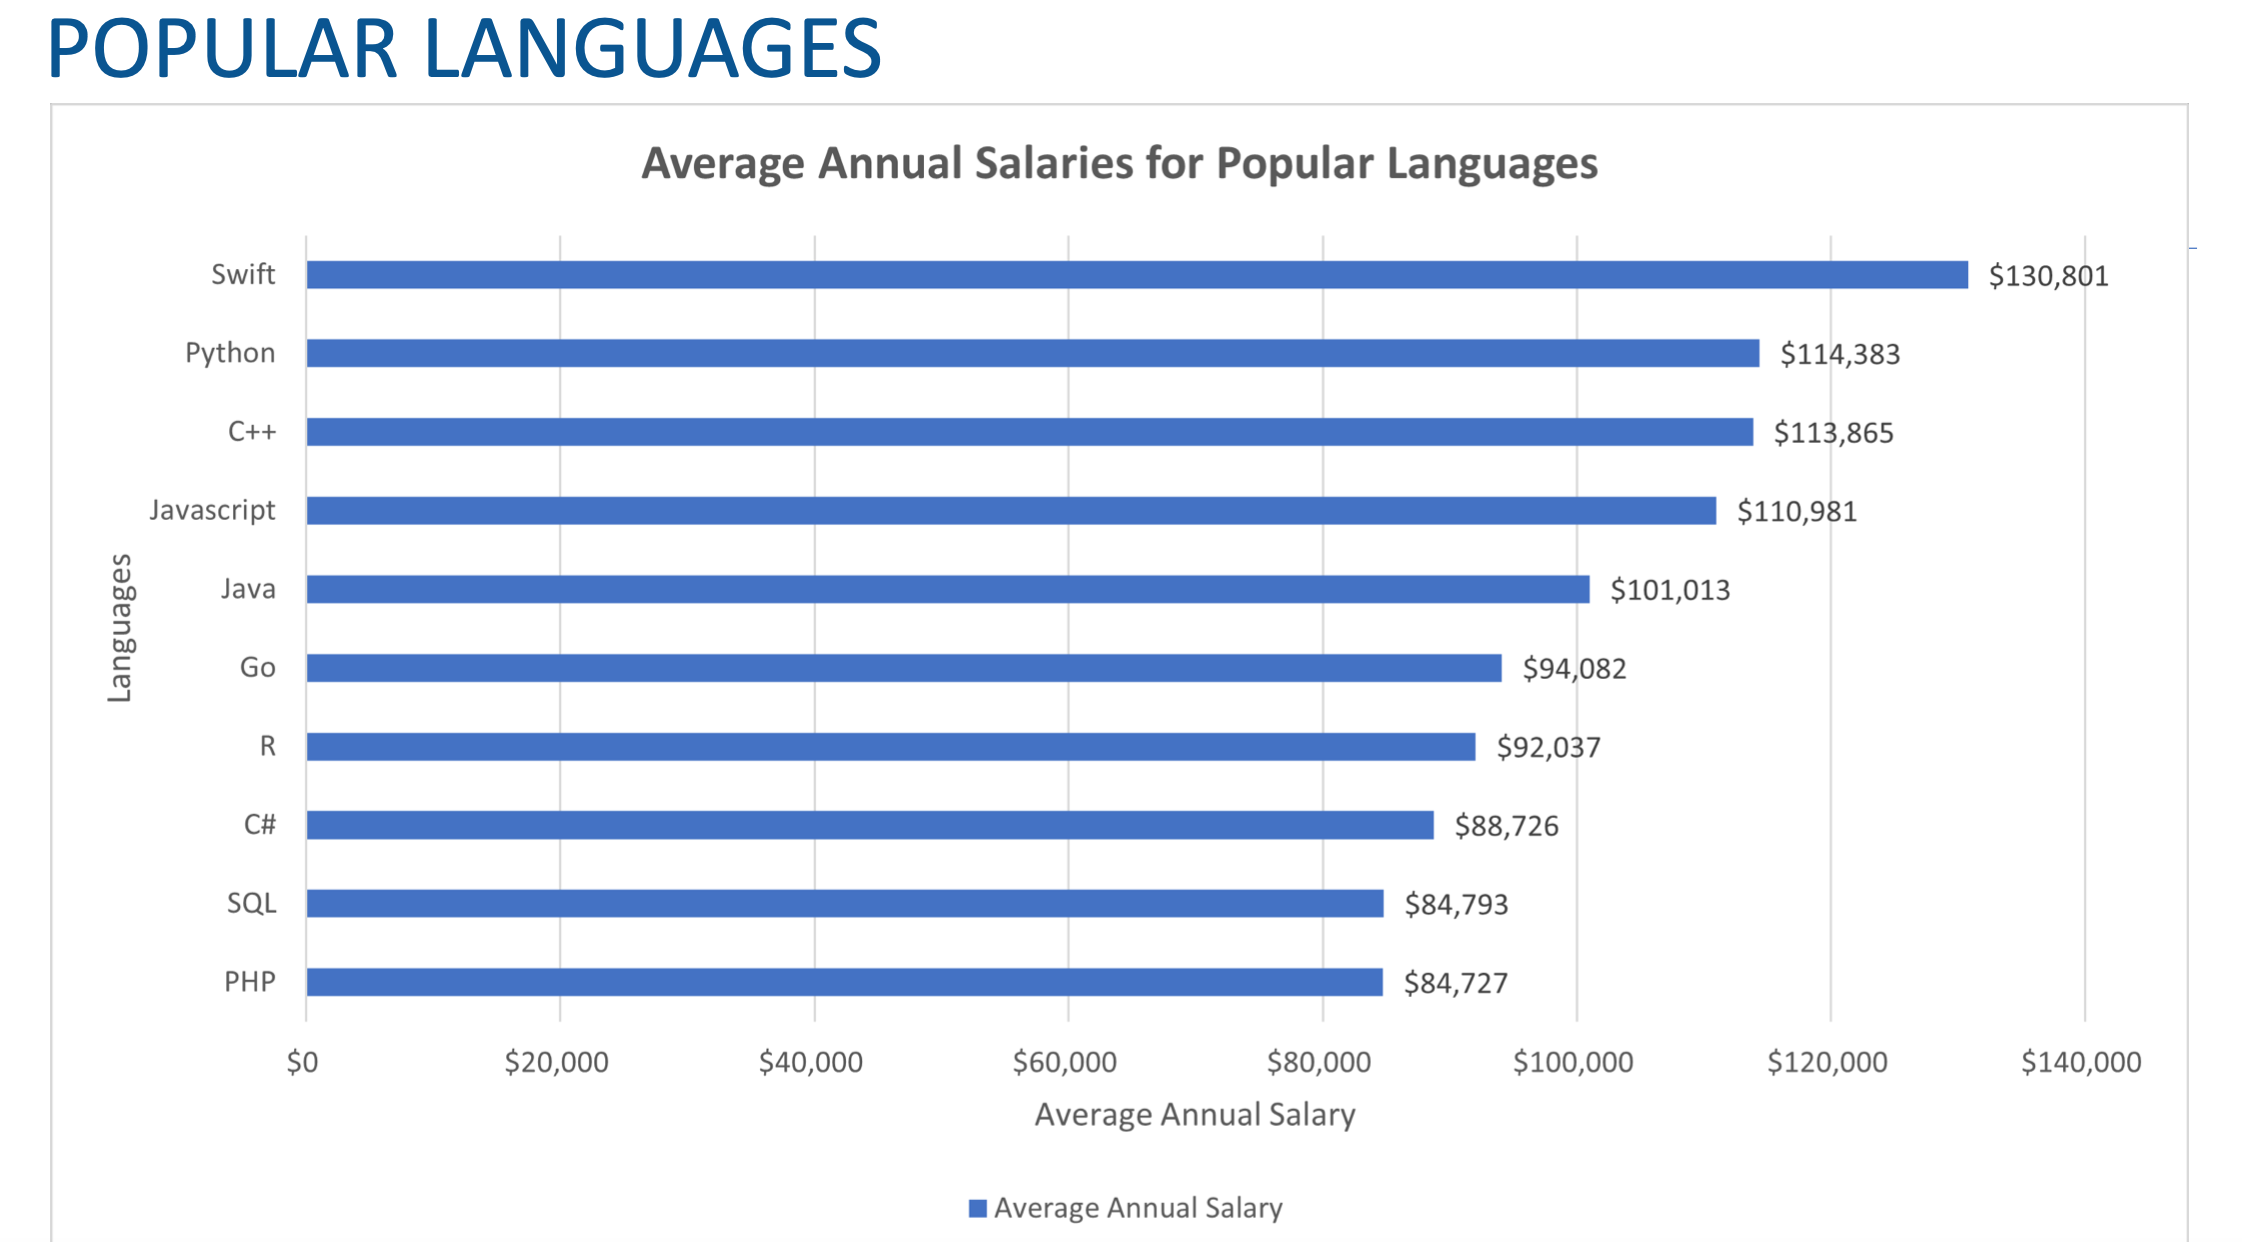 POPULAR LANGUAGES
Average Annual Salaries for Popular Languages
Languages
Swift $130,801
Python $114,383
C++ $113,865
Javascript $110,981
Java $101,013
Go $94,082
R $92,037
C# $88,726
SQL $84,793
PHP $84,727
$0 $20,000 $40,000 $60,000 $80,000 $100,000 $120,000 $140,000
Average Annual Salary
Average Annual Salary